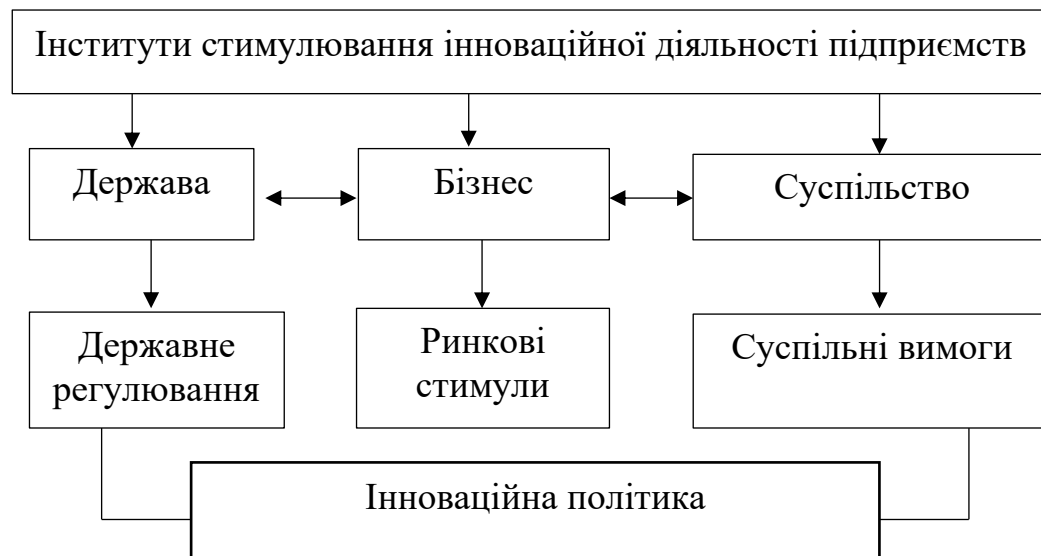 Інститути стимулювання інноваційної діяльності підприємств
Держава
Бізнес
Суспільство
Державне
регулювання
Ринкові
стимули
Суспільні вимоги
Інноваційна політика